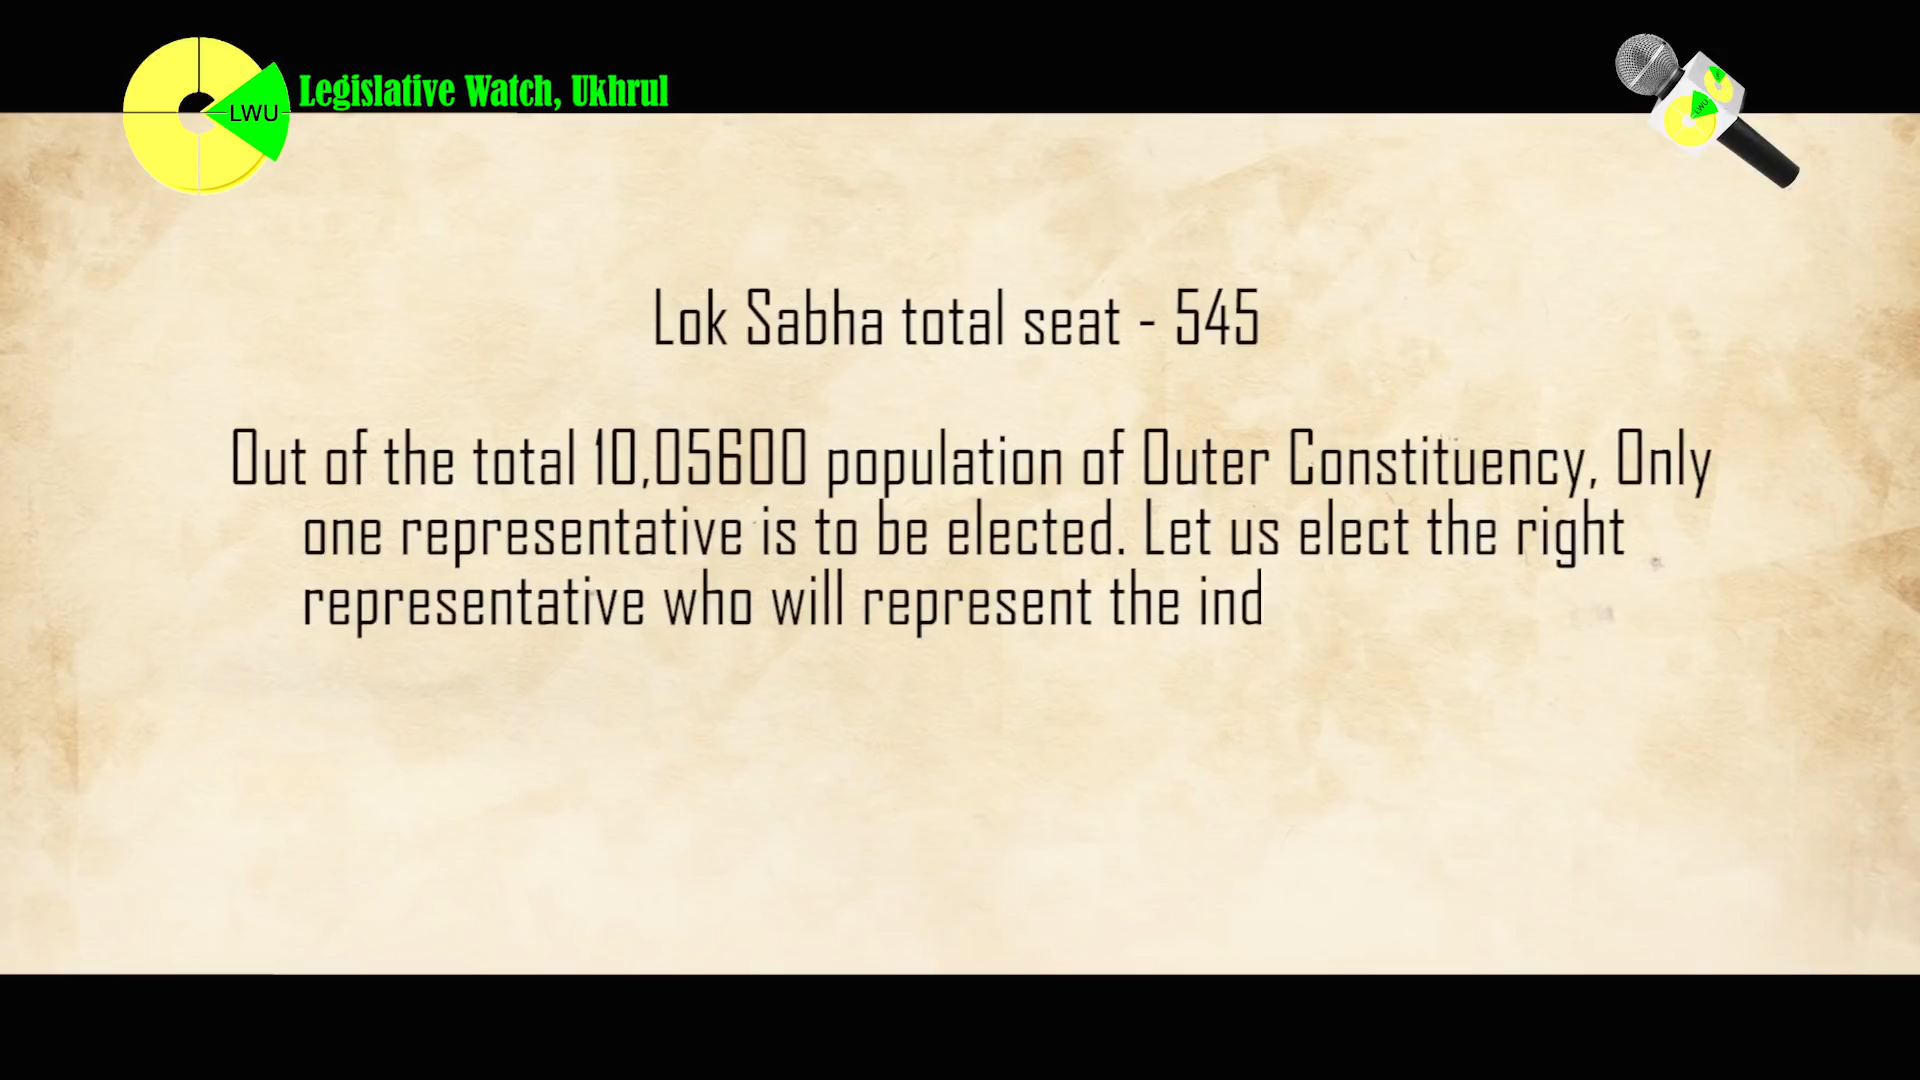 Legislative Watch, Ukhrul
LWU
LWU
Lok Sabha total seat - 545
Out of the total 10,05600 population of Outer Constituency, Only
one representative is to be elected. Let us elect the right
representative who will represent the ind